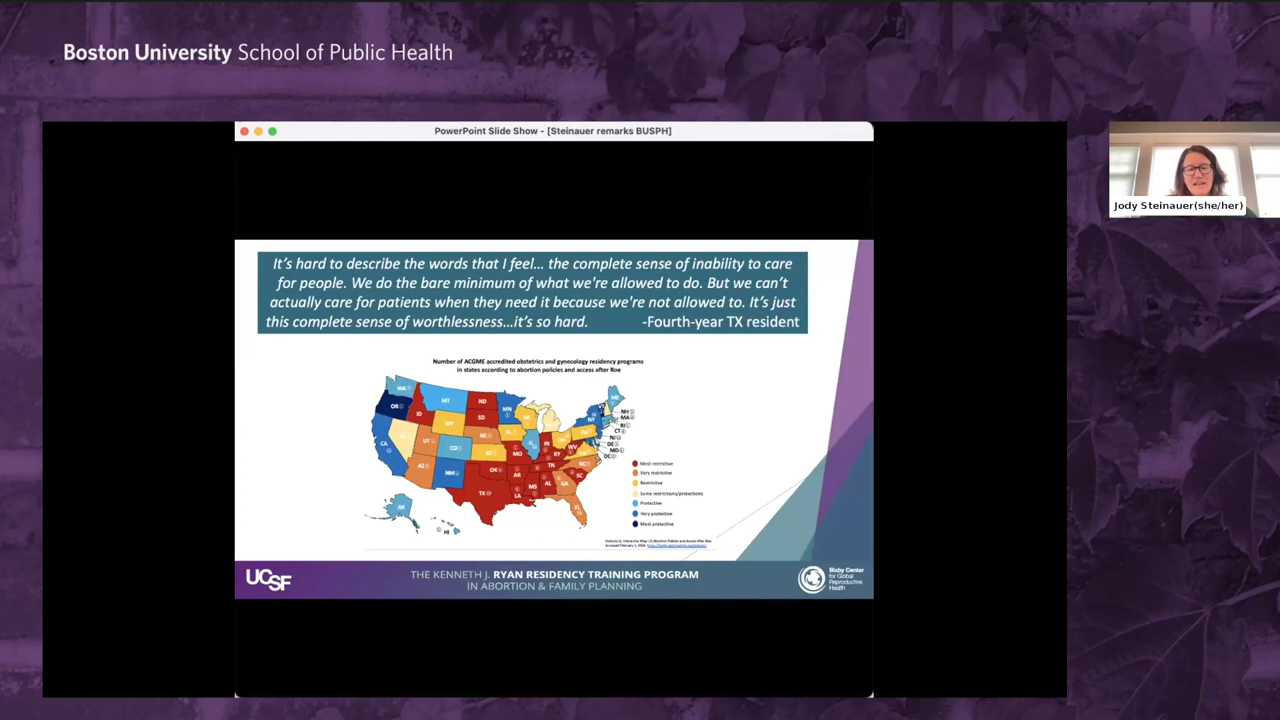 Boston University School of Public Health
PowerPoint Slide Show - [Steinauer remarks BUSPH]
Jody Steinauer(she/her)
It's hard to describe the words that I feel... the complete sense of inability to care
for people. We do the bare minimum of what we're allowed to do. But we can't
actually care for patients when they need it because we're not allowed to. It's just
this complete sense of worthlessness...it's so hard. -Fourth-year TX resident
Number of ACGME accredited obstetrics and gynecology residency programs
in states according to abortion policies and access after Roe
WA
MT
ND
MN
OR
ID
SD
WY
ME
NH
MA
NY
RI
CT
NJ
DE
MD
DC
CA
UT
CO
MO
IN
KY
WV
AZ
NM
OK
AR
TN
NC
SC
MS
AL
GA
TX
LA
FL
AK
HI
Most restrictive
Very restrictive
Restrictive
Some restrictions/protections
Protective
Very protective
Most protective
UCSF
THE KENNETH J. RYAN RESIDENCY TRAINING PROGRAM
IN ABORTION & FAMILY PLANNING
Bixby Center
for Global
Reproductive
Health